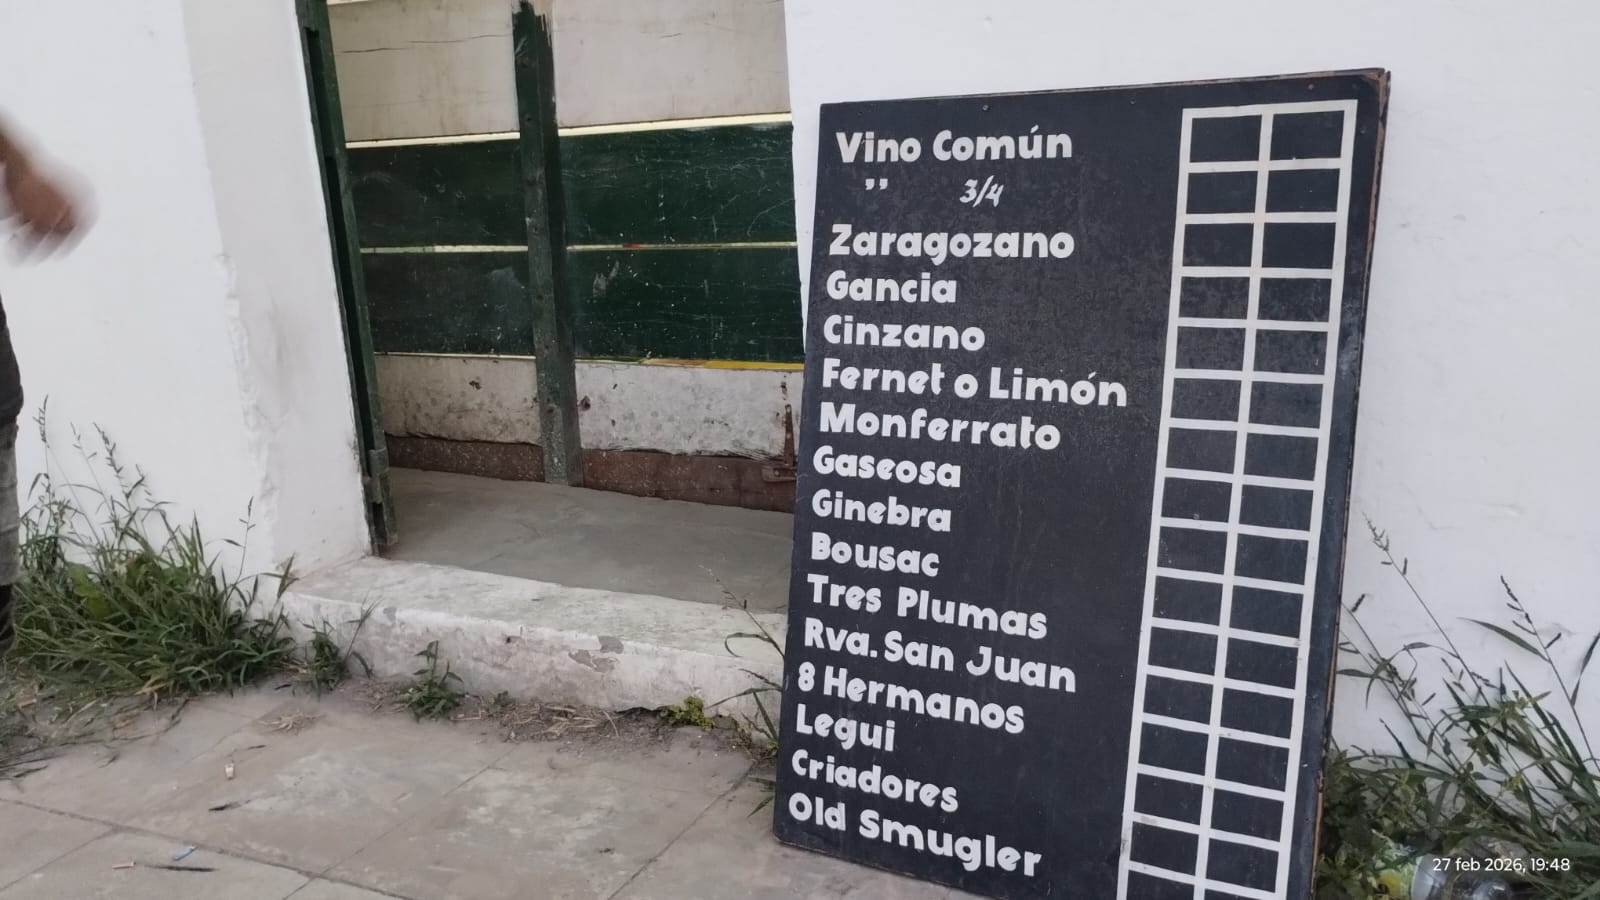 Vino Común
" 3/4
Zaragozano
Gancia
Cinzano
Fernet o Limón
Monferrato
Gaseosa
Ginebra
Bousac
Tres Plumas
Rva. San Juan
8 Hermanos
Legui
Criadores
Old Smugler
27 feb 2026, 19:48